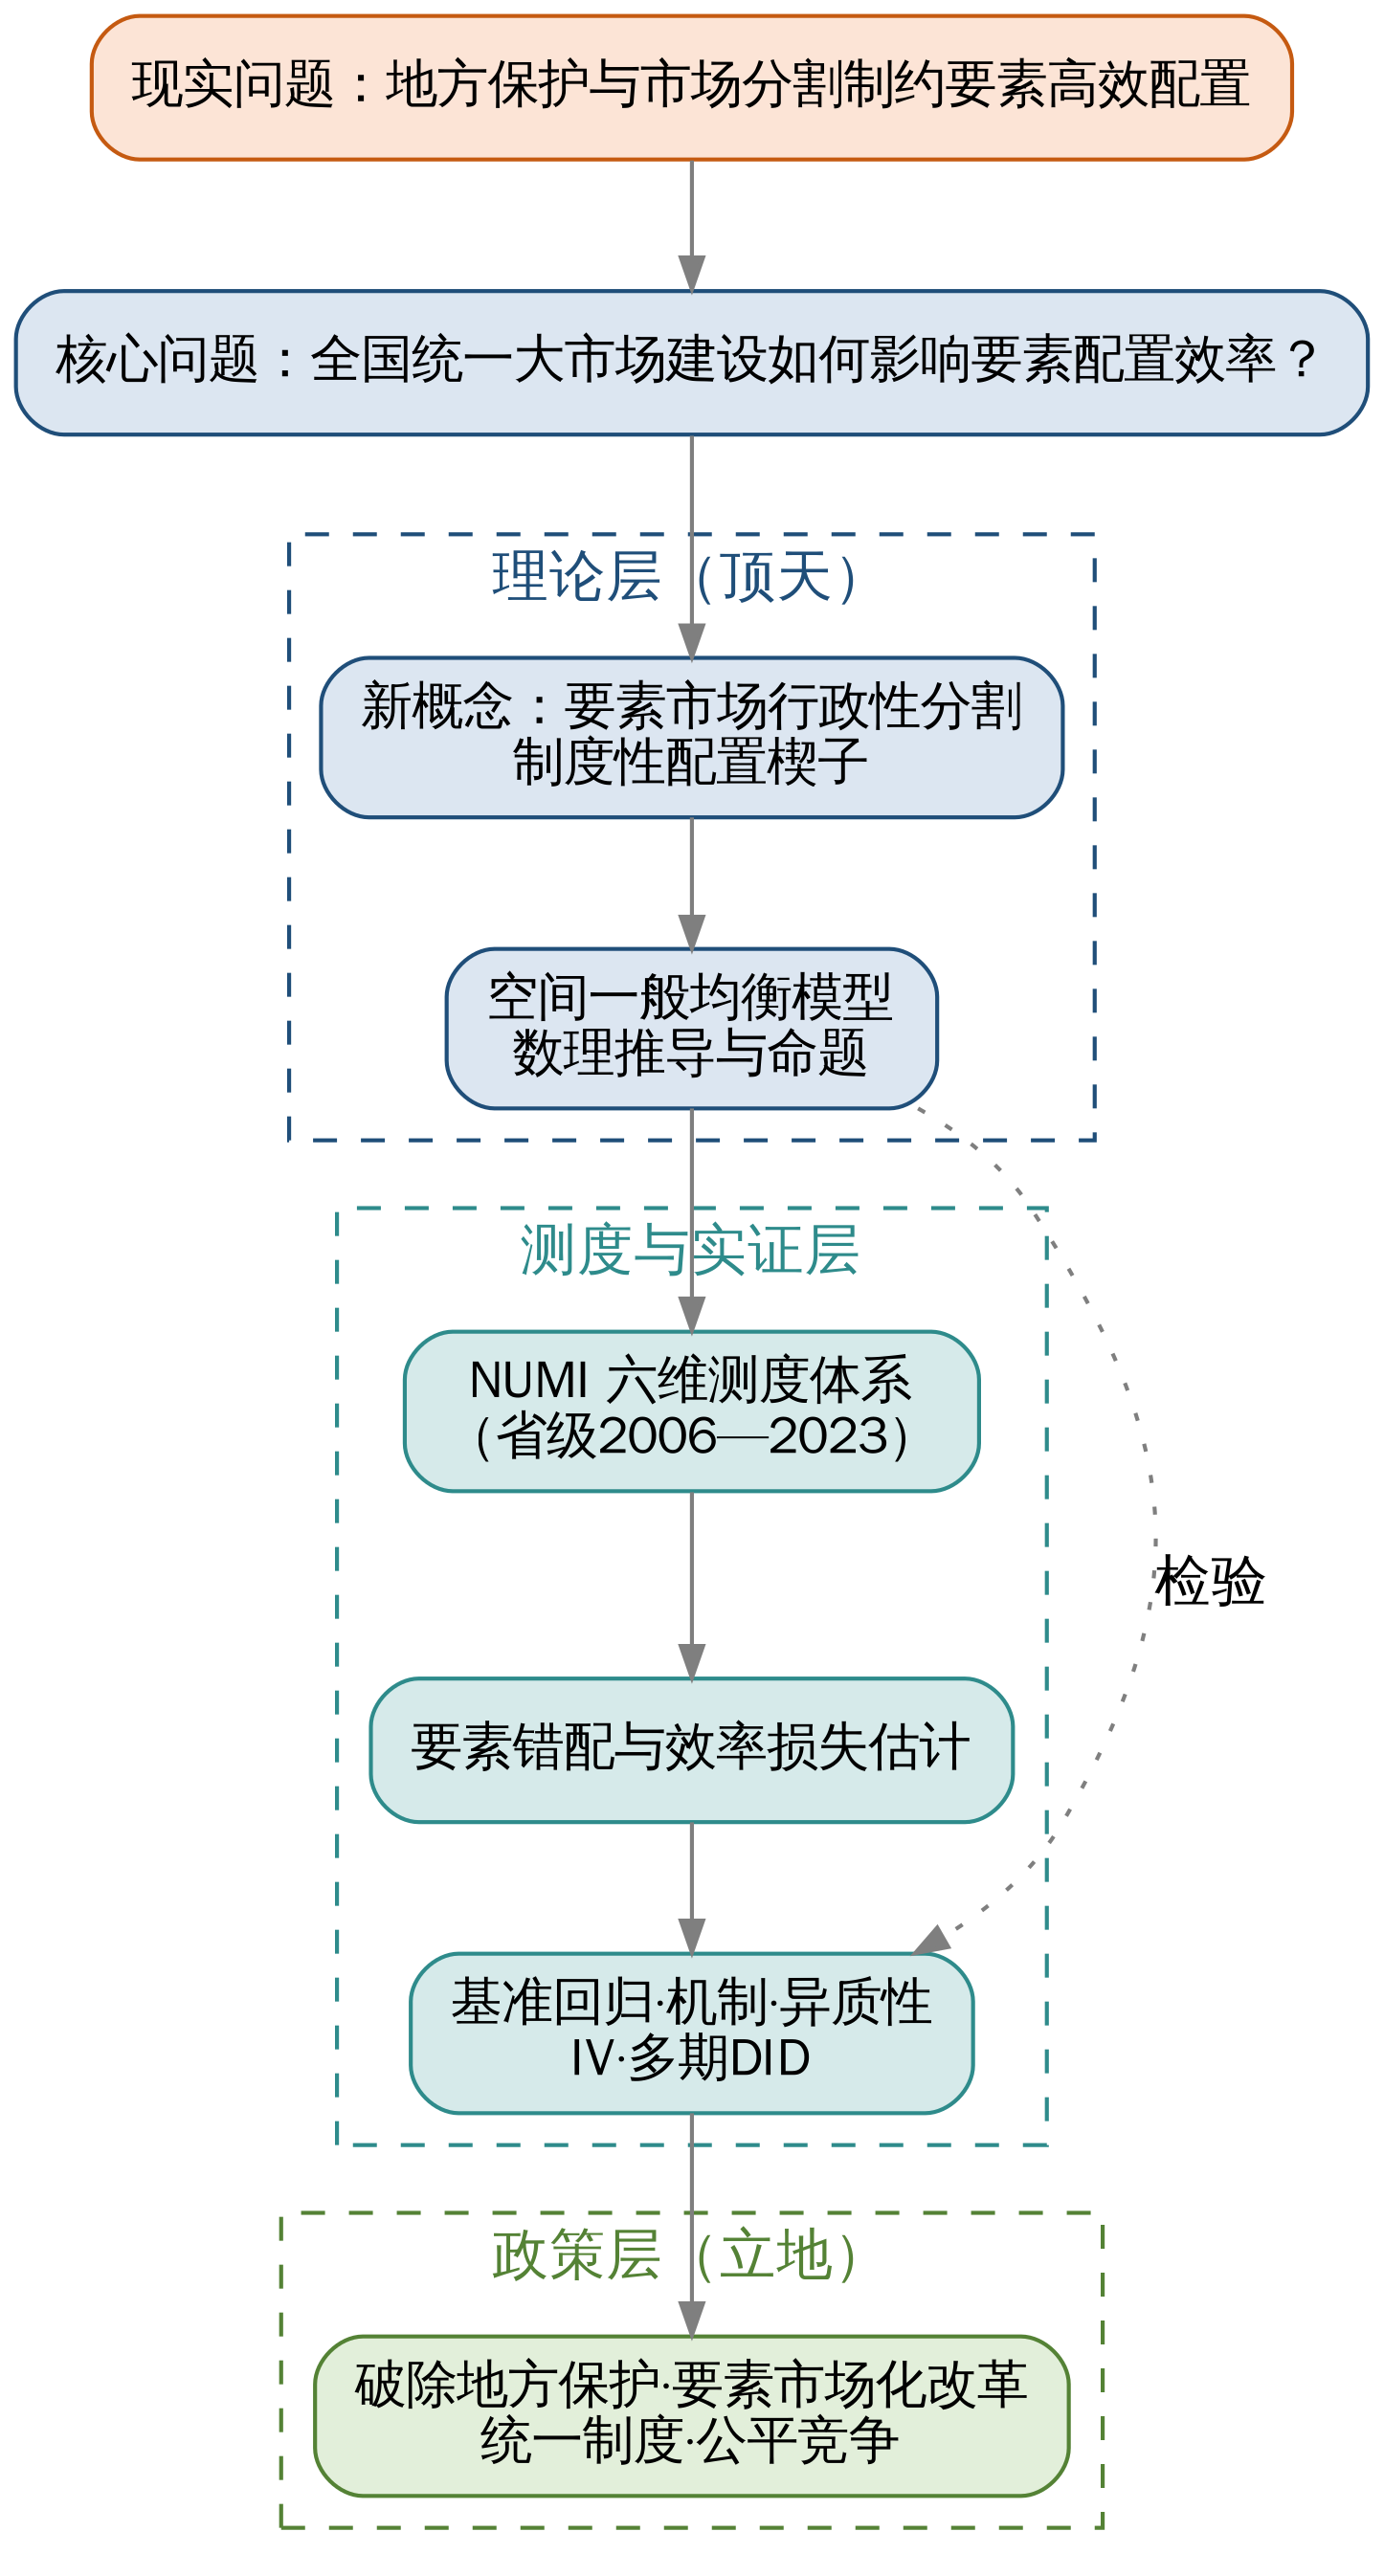 现实问题：地方保护与市场分割制约要素高效配置
核心问题：全国统一大市场建设如何影响要素配置效率？
理论层（顶天）
新概念：要素市场行政性分割
制度性配置楔子
空间一般均衡模型
数理推导与命题
测度与实证层
NUMI 六维测度体系
（省级2006—2023）
检验
要素错配与效率损失估计
基准回归·机制·异质性
IV·多期DID
政策层（立地）
破除地方保护·要素市场化改革
统一制度·公平竞争